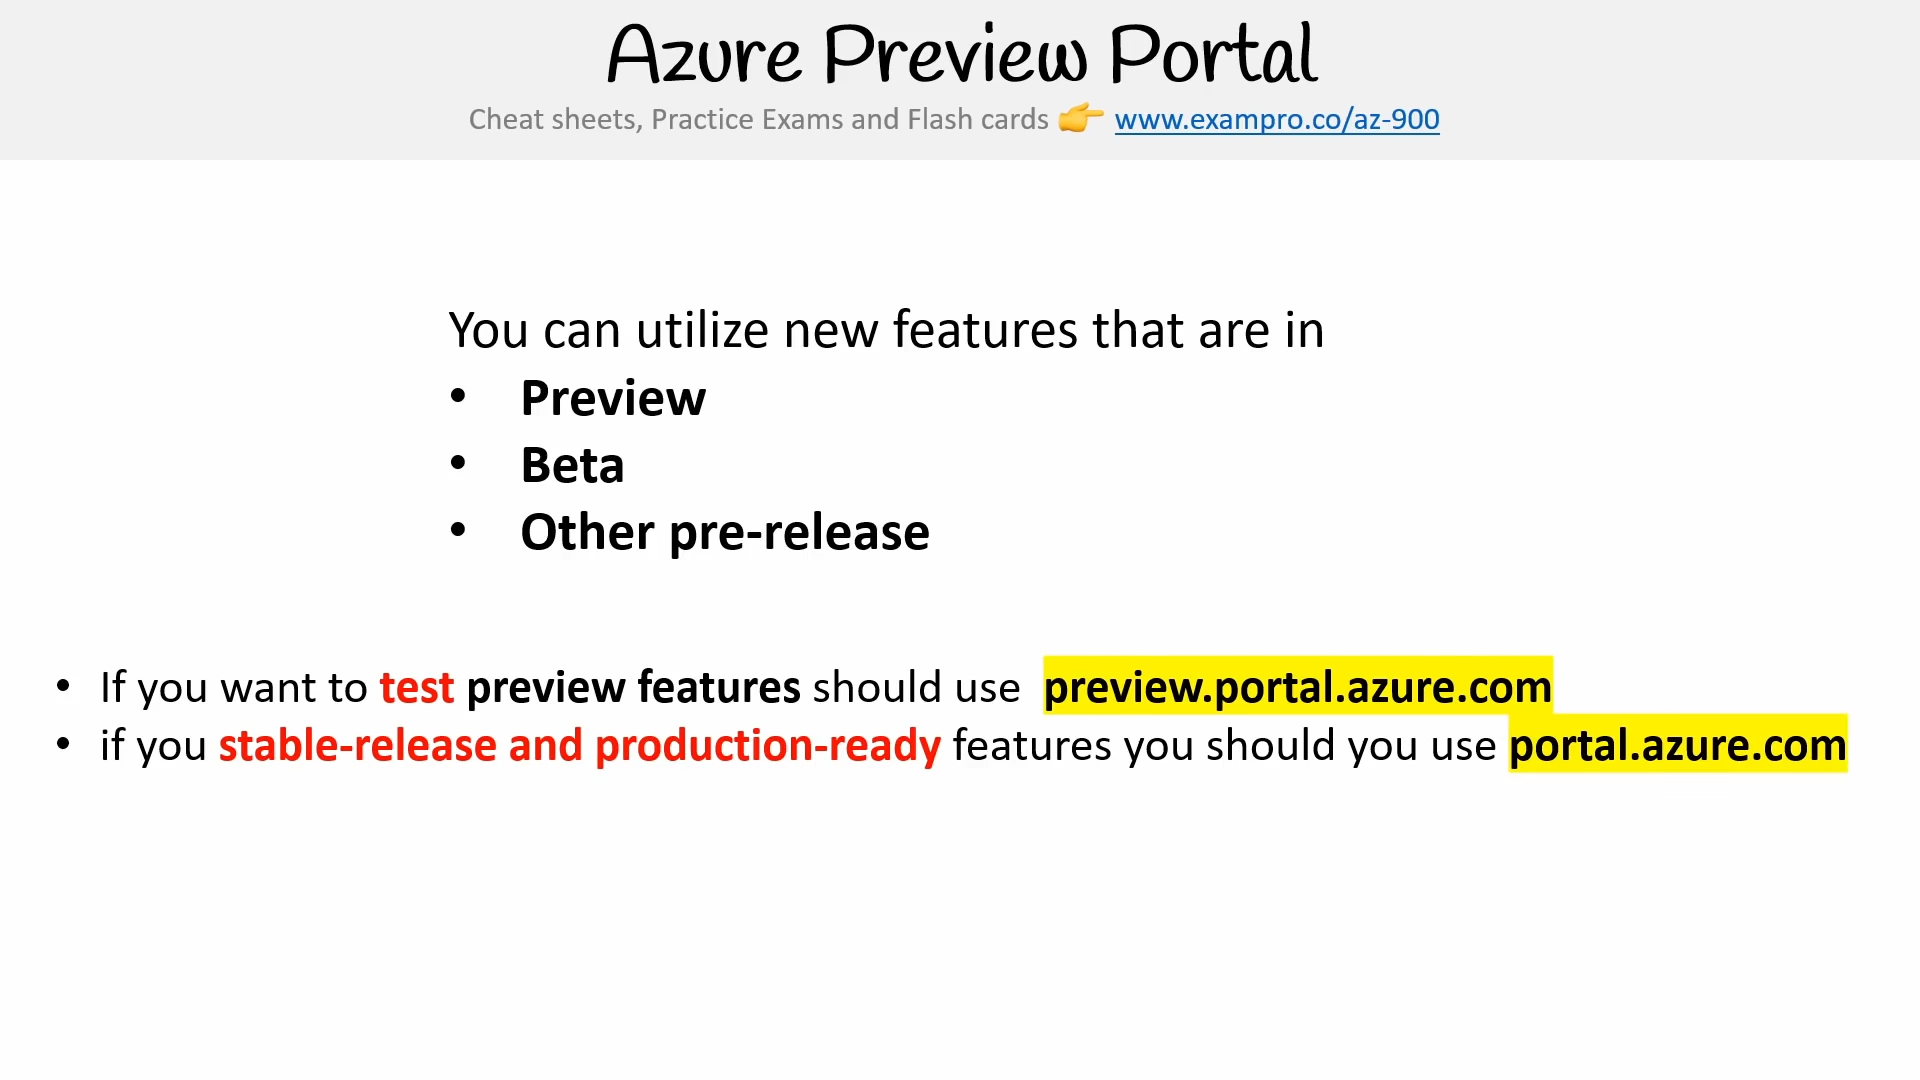 Azure Preview Portal
Cheat sheets, Practice Exams and Flash cards 👉 www.exampro.co/az-900
You can utilize new features that are in
• Preview
• Beta
• Other pre-release
• If you want to test preview features should use preview.portal.azure.com
• if you stable-release and production-ready features you should you use portal.azure.com